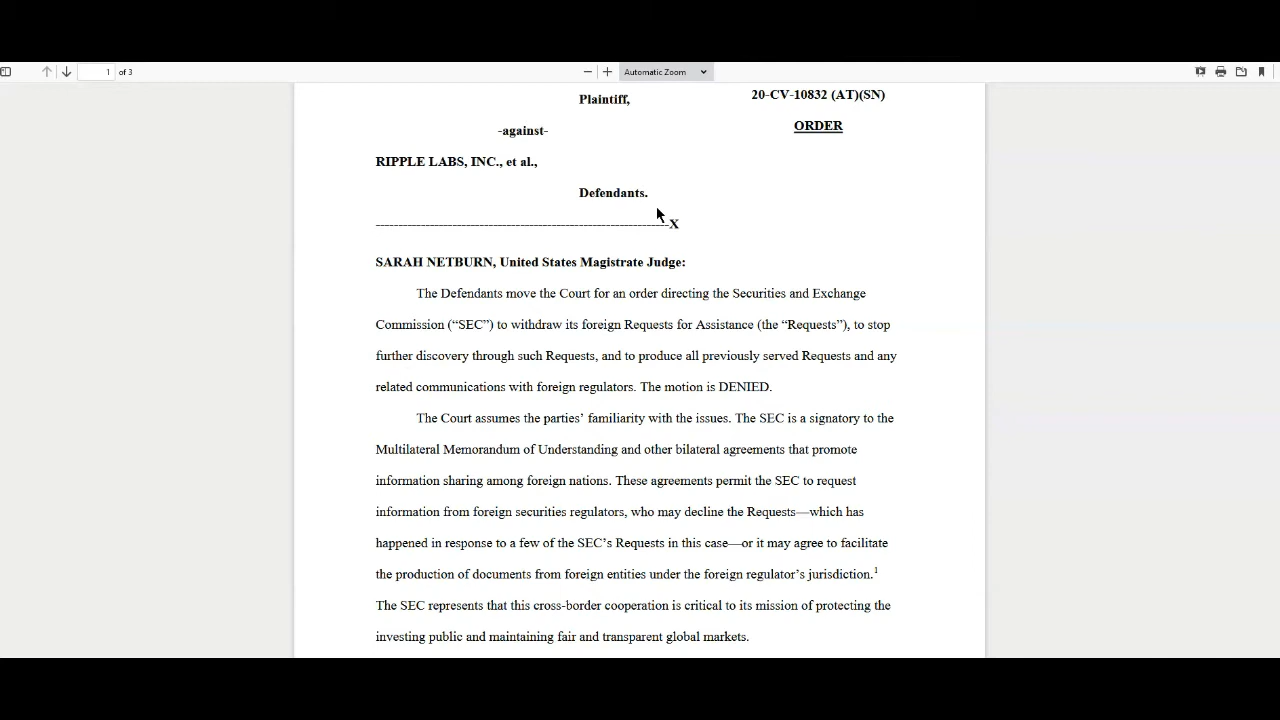 1 of 3 Automatic Zoom
Plaintiff, 20-CV-10832 (AT)(SN)
-against- ORDER
RIPPLE LABS, INC., et al.,
Defendants.
-----------------------------------------------------------------X
SARAH NETBURN, United States Magistrate Judge:
The Defendants move the Court for an order directing the Securities and Exchange
Commission (“SEC”) to withdraw its foreign Requests for Assistance (the “Requests”), to stop
further discovery through such Requests, and to produce all previously served Requests and any
related communications with foreign regulators. The motion is DENIED.
The Court assumes the parties’ familiarity with the issues. The SEC is a signatory to the
Multilateral Memorandum of Understanding and other bilateral agreements that promote
information sharing among foreign nations. These agreements permit the SEC to request
information from foreign securities regulators, who may decline the Requests—which has
happened in response to a few of the SEC’s Requests in this case—or it may agree to facilitate
the production of documents from foreign entities under the foreign regulator’s jurisdiction.1
The SEC represents that this cross-border cooperation is critical to its mission of protecting the
investing public and maintaining fair and transparent global markets.